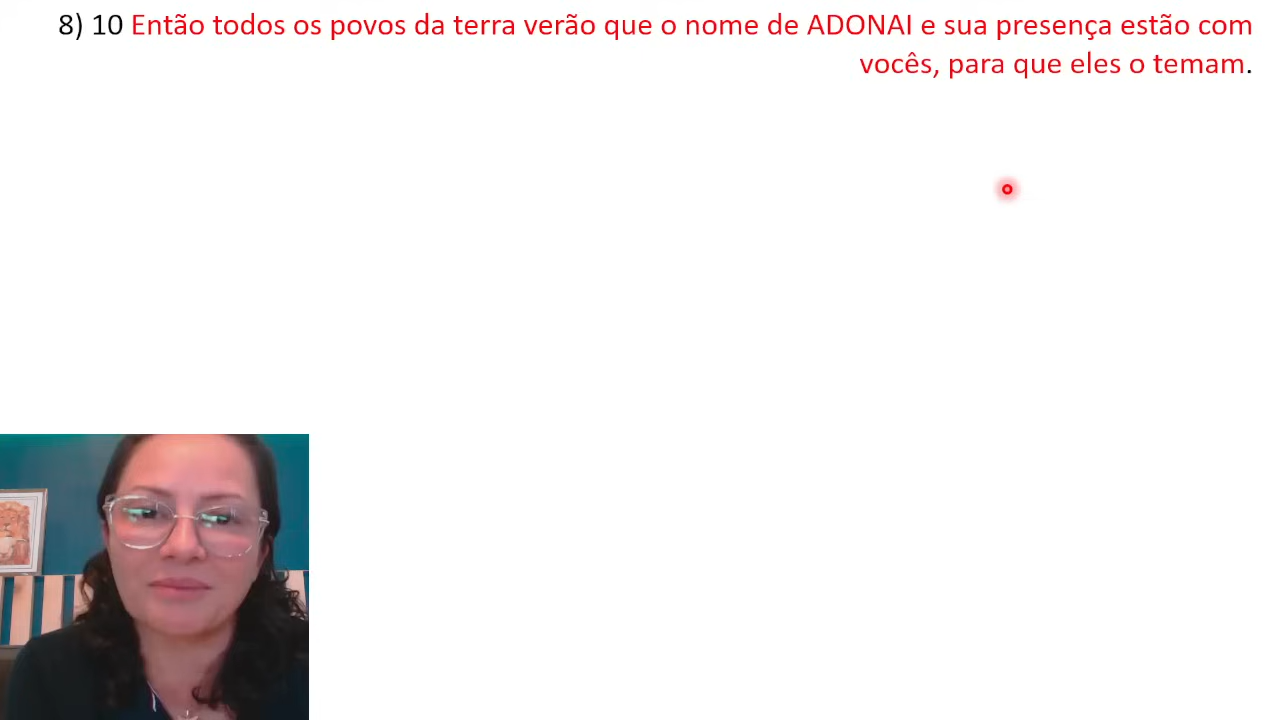 8) 10 Então todos os povos da terra verão que o nome de ADONAI e sua presença estão com
vocês, para que eles o temam.